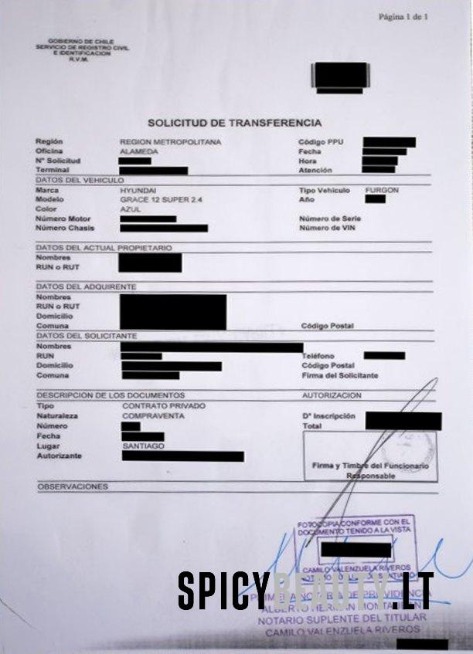 Página 1 de 1
GOBIERNO DE CHILE
SERVICIO DE REGISTRO CIVIL
E IDENTIFICACION
R.V.M.
SOLICITUD DE TRANSFERENCIA
Región REGION METROPOLITANA Código PPU
Oficina ALAMEDA Fecha
N° Solicitud Hora
Terminal Atención
DATOS DEL VEHICULO
Marca HYUNDAI Tipo Vehículo FURGON
Modelo GRACE 12 SUPER 2.4 Año
Color AZUL
Número Motor Número de Serie
Número Chasis Número de VIN
DATOS DEL ACTUAL PROPIETARIO
Nombres
RUN o RUT
DATOS DEL ADQUIRENTE
Nombres
RUN o RUT
Domicilio
Comuna Código Postal
DATOS DEL SOLICITANTE
Nombres
RUN Teléfono
Domicilio Código Postal
Comuna Firma del Solicitante
DESCRIPCION DE LOS DOCUMENTOS AUTORIZACION
Tipo CONTRATO PRIVADO
Naturaleza COMPRAVENTA D° Inscripción
Número Total
Fecha
Lugar SANTIAGO
Autorizante
Firma y Timbre del Funcionario
Responsable
OBSERVACIONES
FOTOCOPIA CONFORME CON EL
DOCUMENTO TENIDO A LA VISTA
CAMILO VALENZUELA RIVEROS
SPICY .LT
NOTARIO SUPLENTE DEL TITULAR
CAMILO VALENZUELA RIVEROS